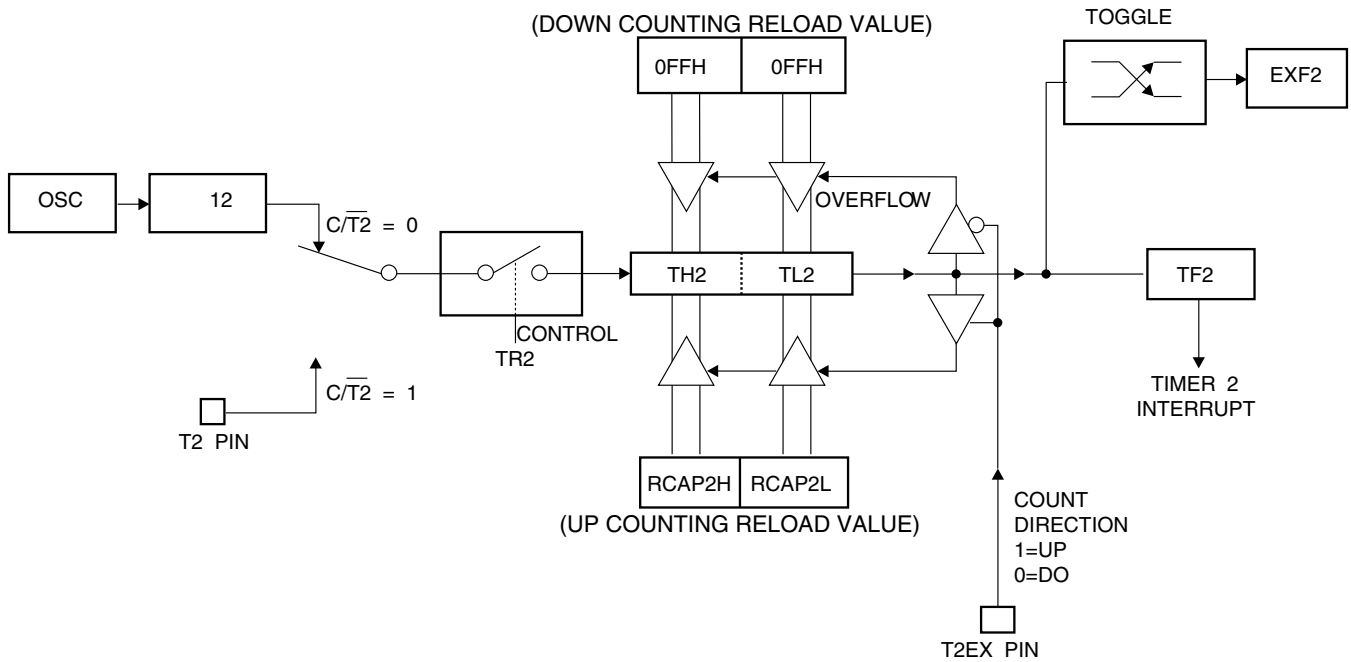 TOGGLE
(DOWN COUNTING RELOAD VALUE)
0FFH 0FFH
EXF2
OSC
12
C/T2 = 0
OVERFLOW
TH2 TL2
TF2
CONTROL
TR2
C/T2 = 1
T2 PIN
TIMER 2
INTERRUPT
RCAP2H RCAP2L
(UP COUNTING RELOAD VALUE)
COUNT
DIRECTION
1=UP
0=DO
T2EX PIN